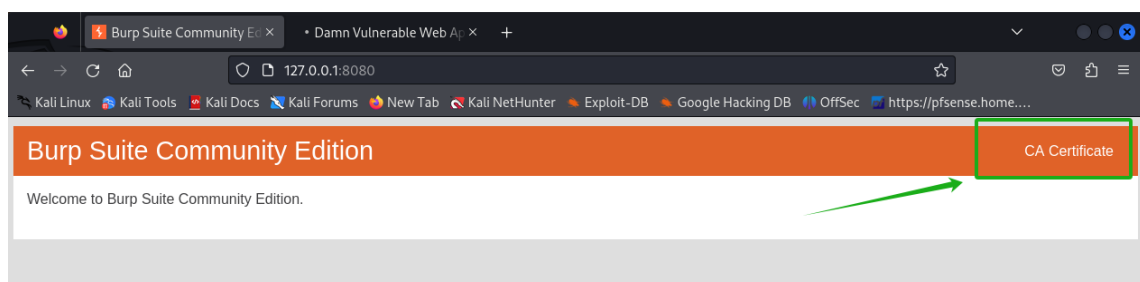 Burp Suite Community Ed
Damn Vulnerable Web Ap
127.0.0.1:8080
Kali Linux Kali Tools Kali Docs Kali Forums New Tab Kali NetHunter Exploit-DB Google Hacking DB OffSec https://pfsense.home....
Burp Suite Community Edition
CA Certificate
Welcome to Burp Suite Community Edition.